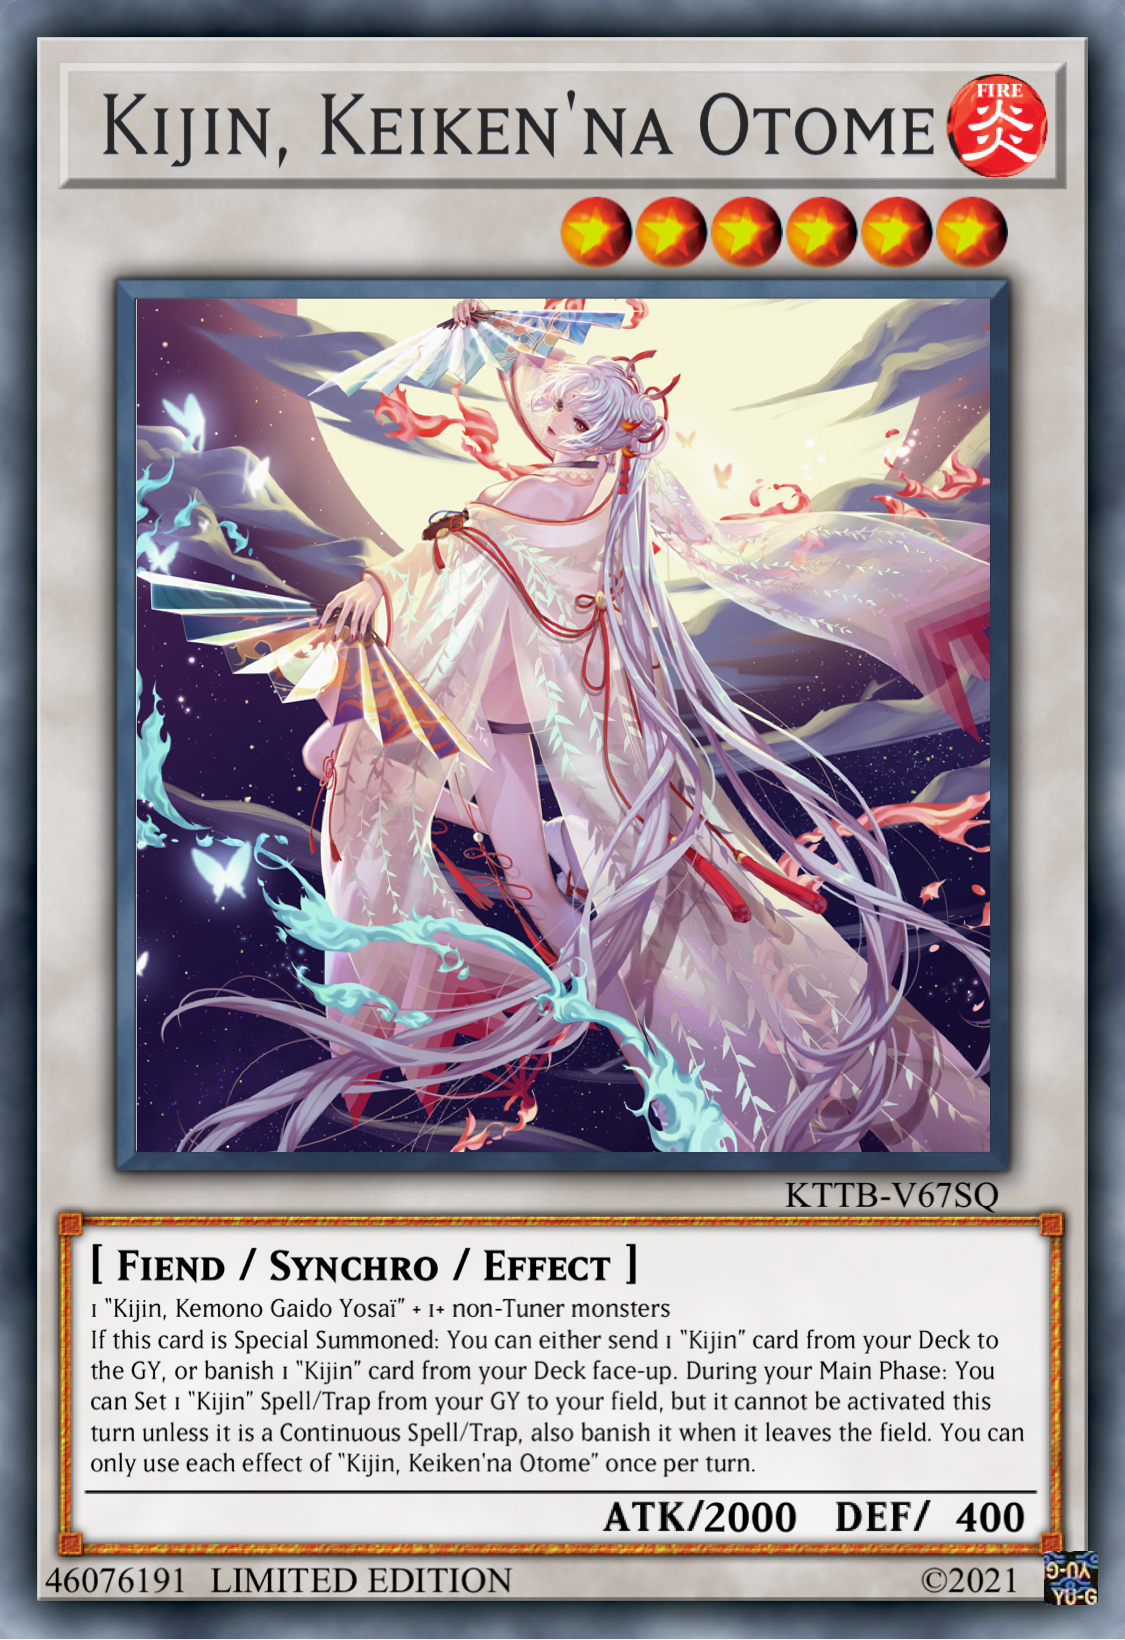 Kijin, Keiken'na Otome
FIRE
炎
KTTB-V67SQ
[ Fiend / Synchro / Effect ]
1 "Kijin, Kemono Gaido Yosaï" + 1+ non-Tuner monsters
If this card is Special Summoned: You can either send 1 "Kijin" card from your Deck to
the GY, or banish 1 "Kijin" card from your Deck face-up. During your Main Phase: You
can Set 1 "Kijin" Spell/Trap from your GY to your field, but it cannot be activated this
turn unless it is a Continuous Spell/Trap, also banish it when it leaves the field. You can
only use each effect of "Kijin, Keiken'na Otome" once per turn.
ATK/2000 DEF/ 400
46076191 LIMITED EDITION
©2021
YU-G
YU-G